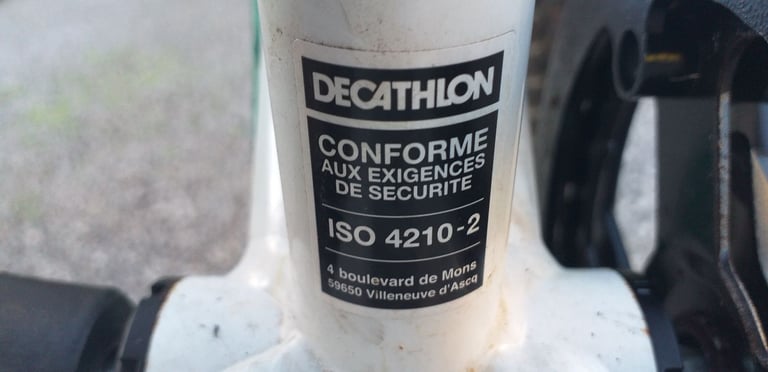 DECATHLON
CONFORME
AUX EXIGENCES
DE SECURITE
ISO 4210-2
4 boulevard de Mons
59650 Villeneuve d'Ascq